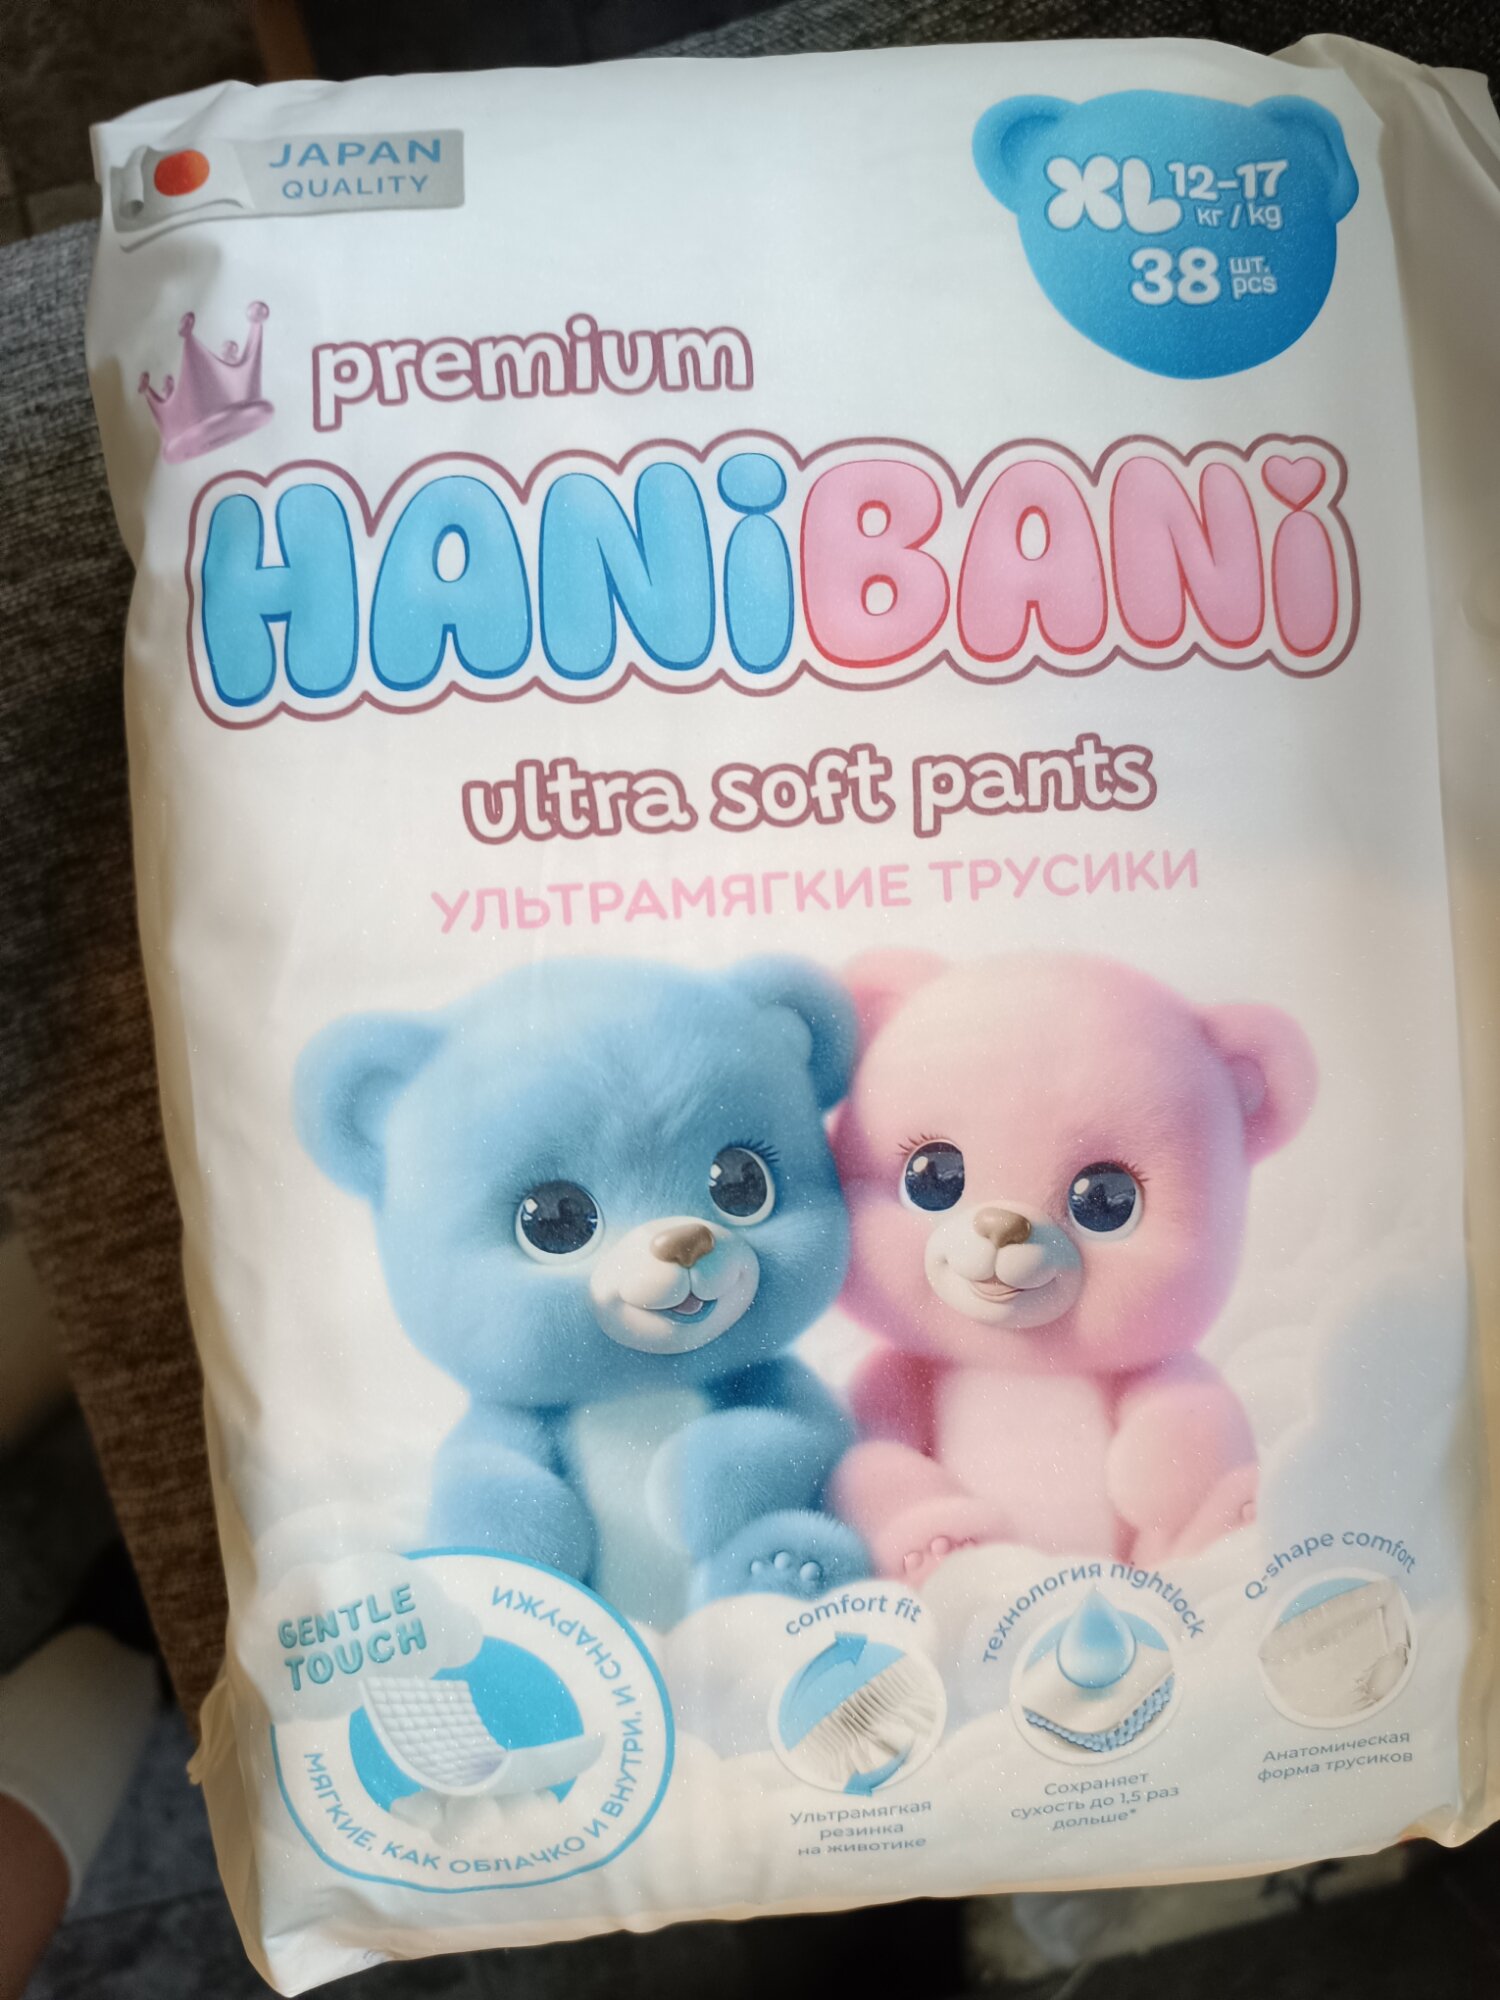 JAPAN
QUALITY
XL 12-17
кг / kg
38 шт.
pcs
premium
HANiBANi
ultra soft pants
УЛЬТРАМЯГКИЕ ТРУСИКИ
GENTLE
TOUCH
МЯГКИЕ, КАК ОБЛАЧКО И ВНУТРИ, И СНАРУЖИ
comfort fit
Ультрамягкая
резинка
на животике
технология nightlock
Сохраняет
сухость до 1,5 раз
дольше*
Q-shape comfort
Анатомическая
форма трусиков